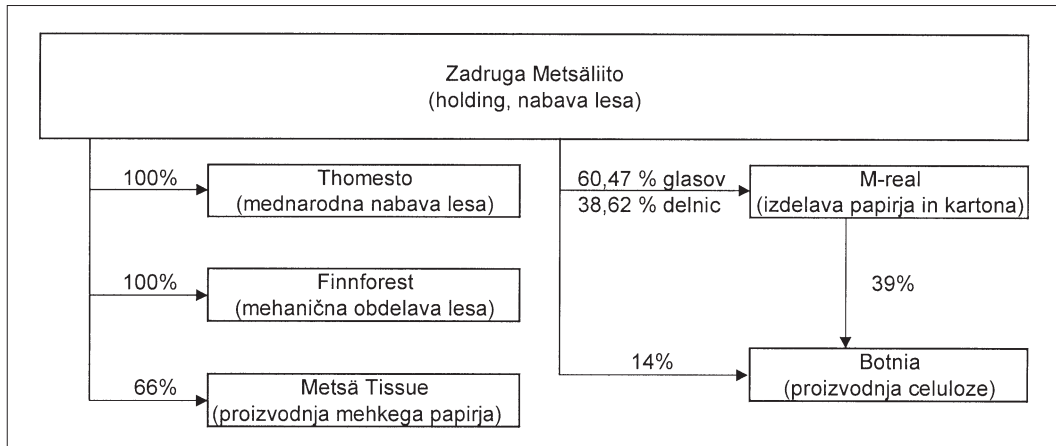 Zadruga Metsäliito
(holding, nabava lesa)
100%
Thomesto
(mednarodna nabava lesa)
60,47 % glasov
38,62 % delnic
M-real
(izdelava papirja in kartona)
100%
Finnforest
(mehanična obdelava lesa)
39%
66%
Metsä Tissue
(proizvodnja mehkega papirja)
14%
Botnia
(proizvodnja celuloze)